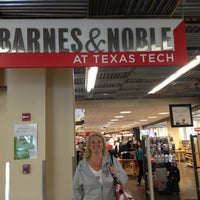 BARNES & NOBLE
AT TEXAS TECH